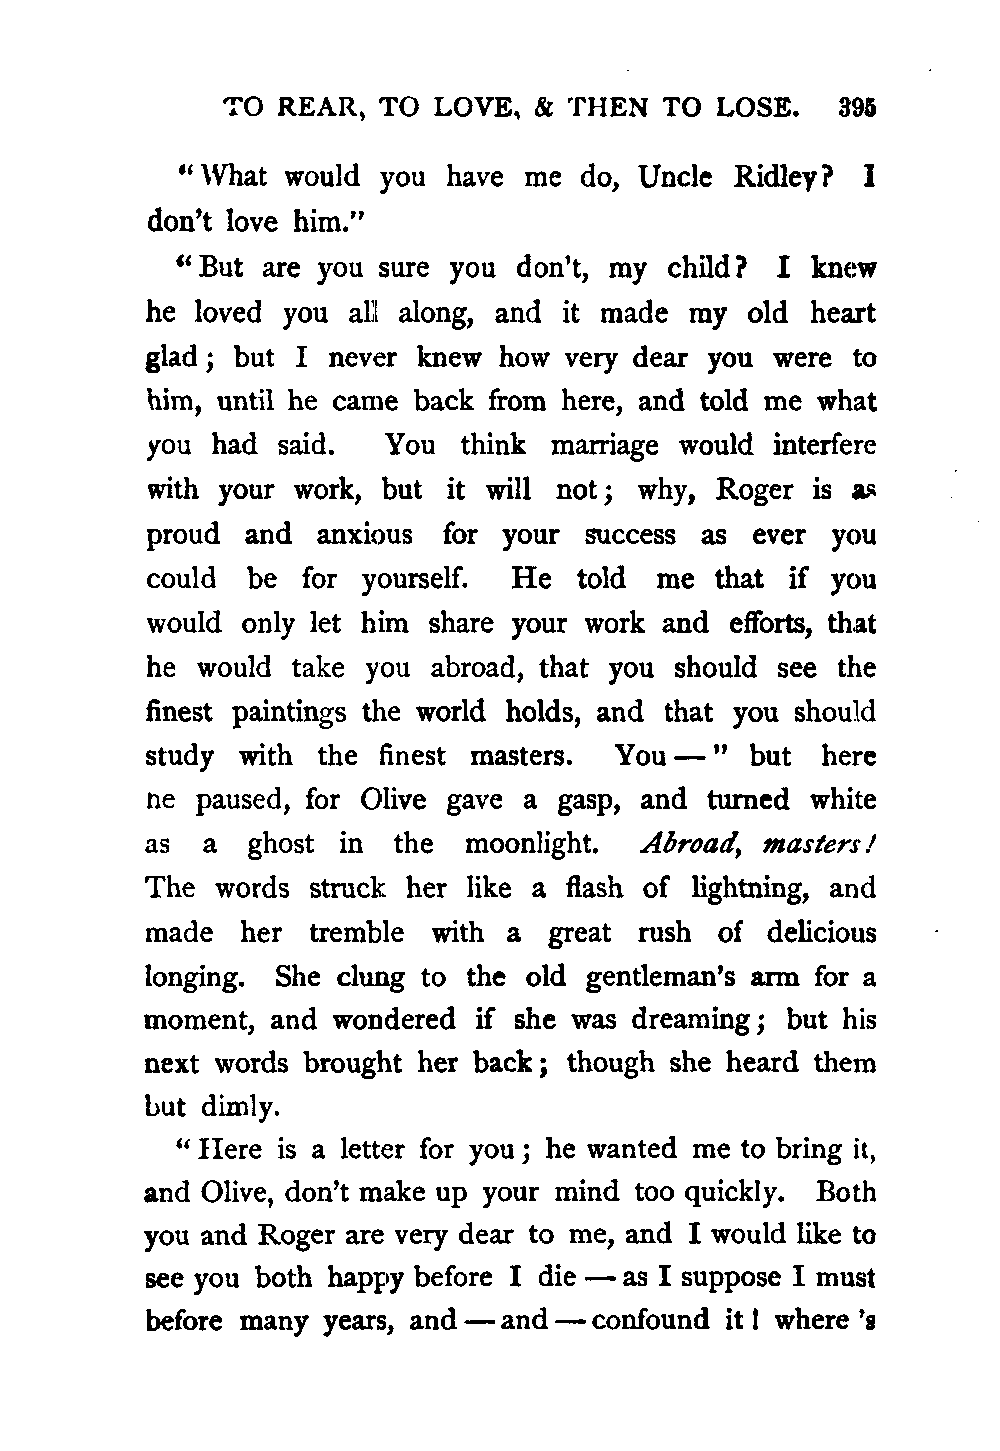 TO REAR, TO LOVE, & THEN TO LOSE. 395
"What would you have me do, Uncle Ridley? I
don't love him."
"But are you sure you don't, my child? I knew
he loved you all along, and it made my old heart
glad; but I never knew how very dear you were to
him, until he came back from here, and told me what
you had said. You think marriage would interfere
with your work, but it will not; why, Roger is as
proud and anxious for your success as ever you
could be for yourself. He told me that if you
would only let him share your work and efforts, that
he would take you abroad, that you should see the
finest paintings the world holds, and that you should
study with the finest masters. You—" but here
he paused, for Olive gave a gasp, and turned white
as a ghost in the moonlight. Abroad, masters!
The words struck her like a flash of lightning, and
made her tremble with a great rush of delicious
longing. She clung to the old gentleman's arm for a
moment, and wondered if she was dreaming; but his
next words brought her back; though she heard them
but dimly.
"Here is a letter for you; he wanted me to bring it,
and Olive, don't make up your mind too quickly. Both
you and Roger are very dear to me, and I would like to
see you both happy before I die — as I suppose I must
before many years, and — and — confound it! where 's